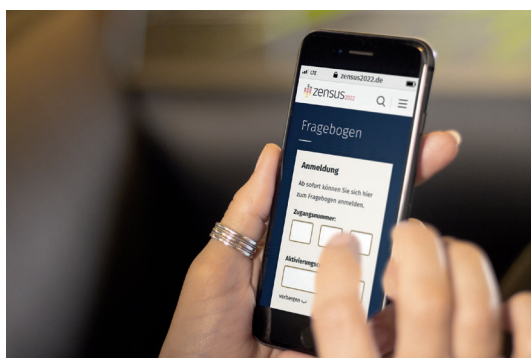 LTE zensus2022.de
zensus2022
Fragebogen
Anmeldung
Ab sofort können Sie sich hier
zum Fragebogen anmelden.
Zugangsnummer:
verbergen